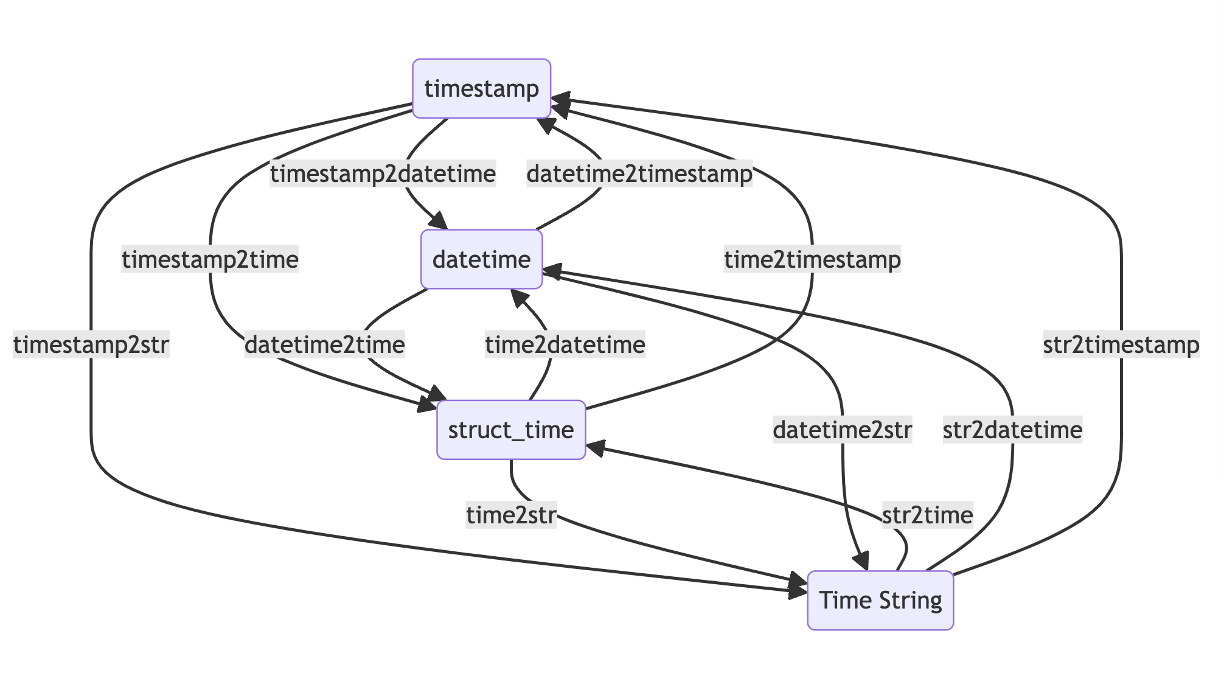 timestamp
timestamp2datetime
datetime2timestamp
timestamp2time
datetime
time2timestamp
timestamp2str
datetime2time
time2datetime
str2timestamp
struct_time
datetime2str
str2datetime
time2str
str2time
Time String